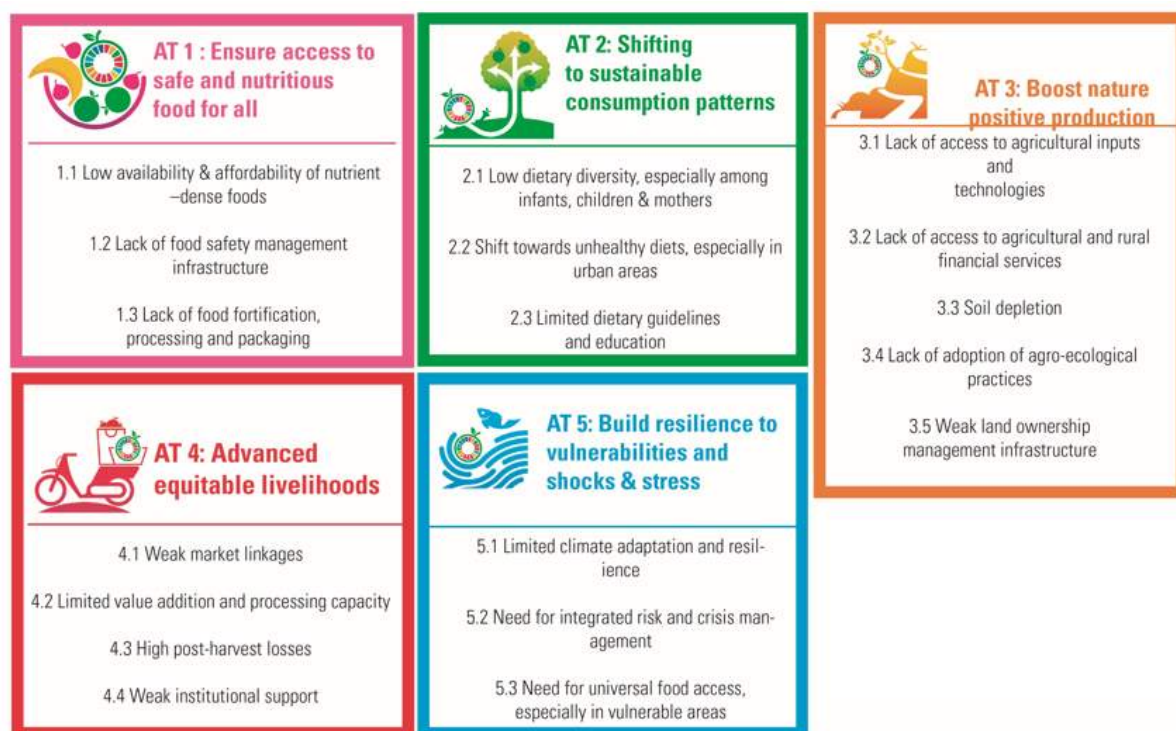 AT 1 : Ensure access to
safe and nutritious
food for all
1.1 Low availability & affordability of nutrient
–dense foods
1.2 Lack of food safety management
infrastructure
1.3 Lack of food fortification,
processing and packaging
AT 2: Shifting
to sustainable
consumption patterns
2.1 Low dietary diversity, especially among
infants, children & mothers
2.2 Shift towards unhealthy diets, especially in
urban areas
2.3 Limited dietary guidelines
and education
AT 3: Boost nature
positive production
3.1 Lack of access to agricultural inputs
and
technologies
3.2 Lack of access to agricultural and rural
financial services
3.3 Soil depletion
3.4 Lack of adoption of agro-ecological
practices
3.5 Weak land ownership
management infrastructure
AT 4: Advanced
equitable livelihoods
4.1 Weak market linkages
4.2 Limited value addition and processing capacity
4.3 High post-harvest losses
4.4 Weak institutional support
AT 5: Build resilience to
vulnerabilities and
shocks & stress
5.1 Limited climate adaptation and resil-
ience
5.2 Need for integrated risk and crisis man-
agement
5.3 Need for universal food access,
especially in vulnerable areas